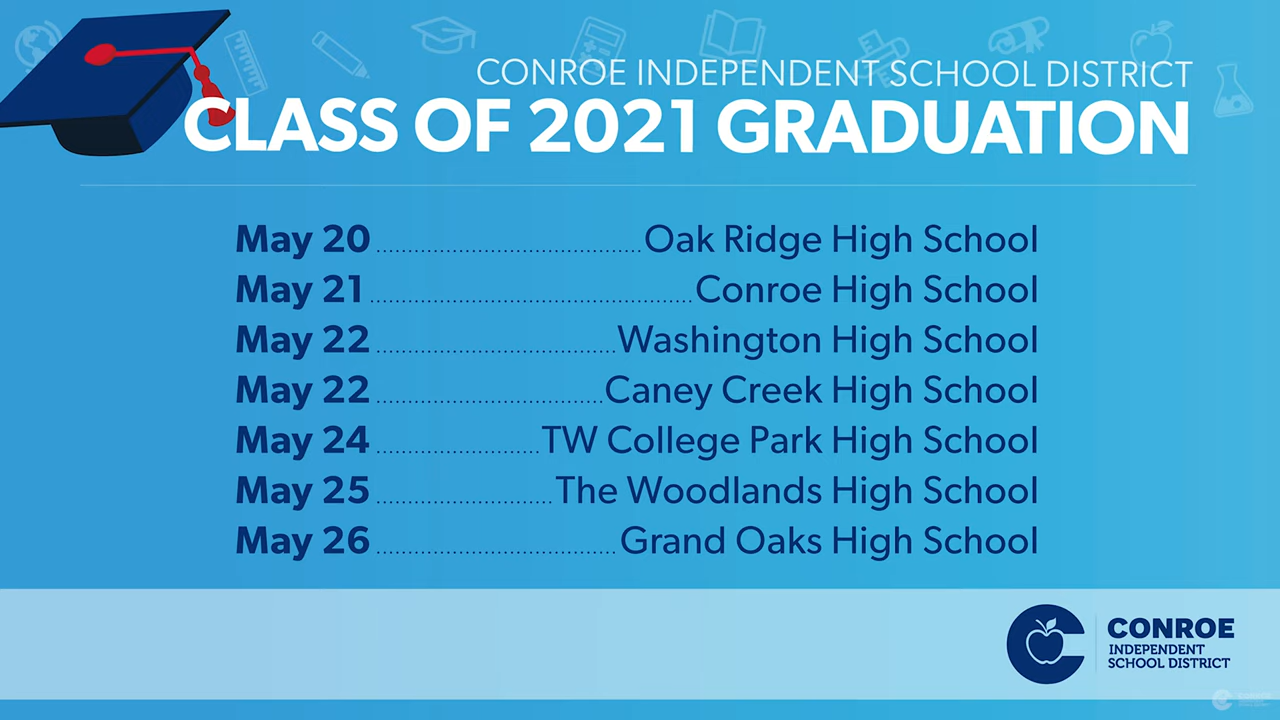 CONROE INDEPENDENT SCHOOL DISTRICT
CLASS OF 2021 GRADUATION
May 20 Oak Ridge High School
May 21 Conroe High School
May 22 Washington High School
May 22 Caney Creek High School
May 24 TW College Park High School
May 25 The Woodlands High School
May 26 Grand Oaks High School
CONROE
INDEPENDENT
SCHOOL DISTRICT
CONROE